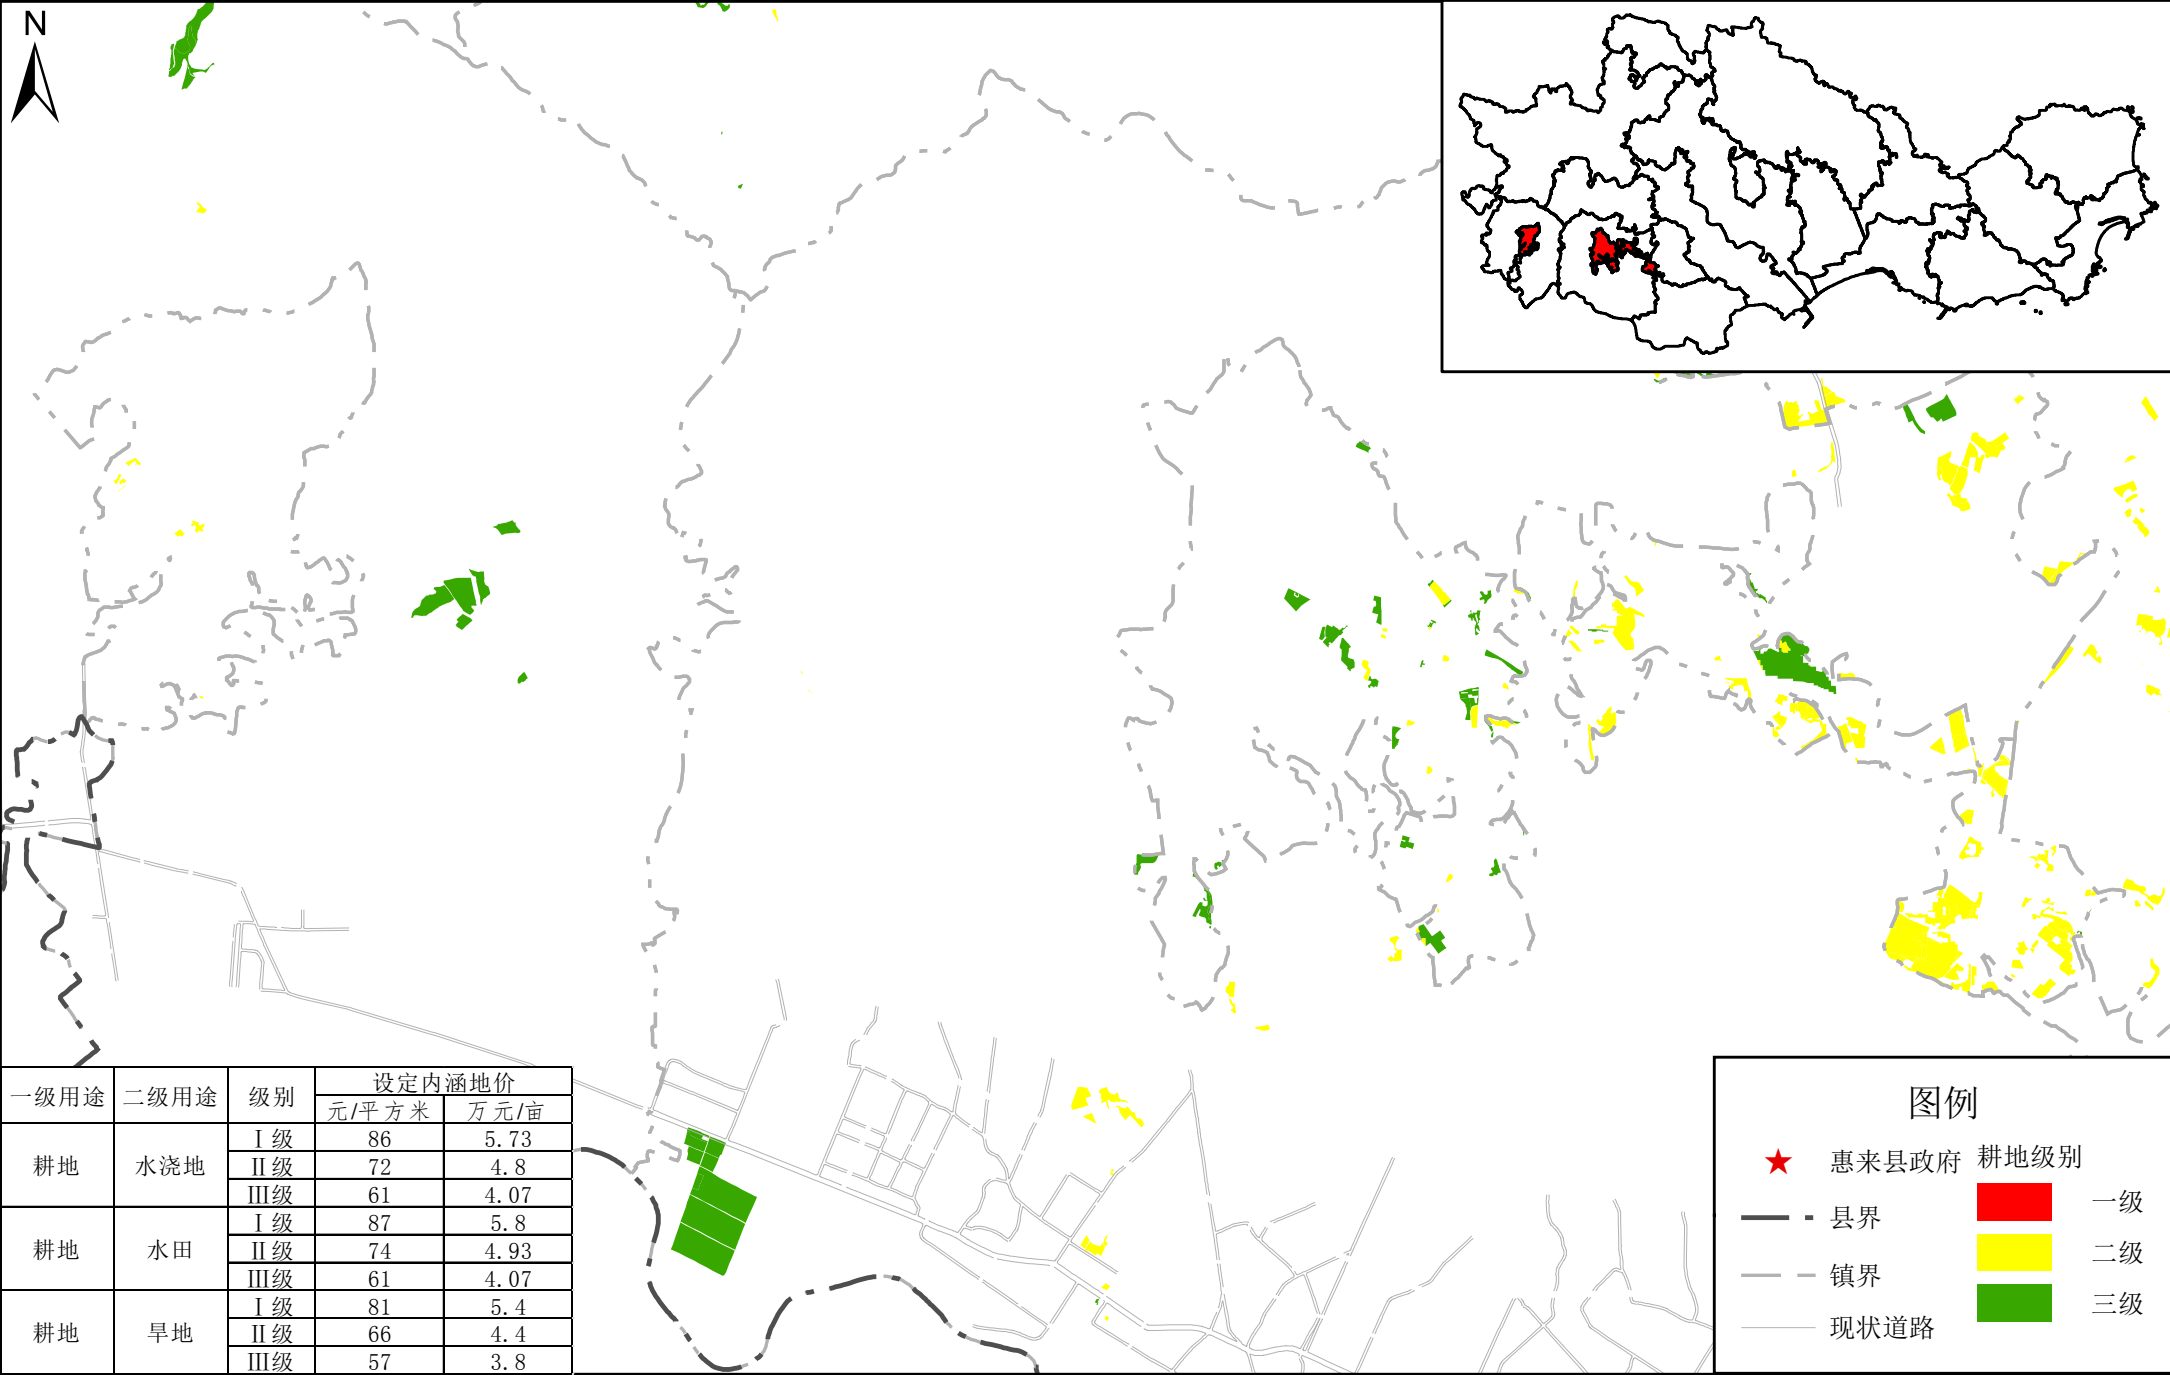 N
一级用途 二级用途 级别 设定内涵地价
元/平方米 万元/亩
耕地 水浇地 Ⅰ级 86 5.73
Ⅱ级 72 4.8
Ⅲ级 61 4.07
耕地 水田 Ⅰ级 87 5.8
Ⅱ级 74 4.93
Ⅲ级 61 4.07
耕地 旱地 Ⅰ级 81 5.4
Ⅱ级 66 4.4
Ⅲ级 57 3.8
图例
惠来县政府 耕地级别
县界 一级
镇界 二级
现状道路 三级